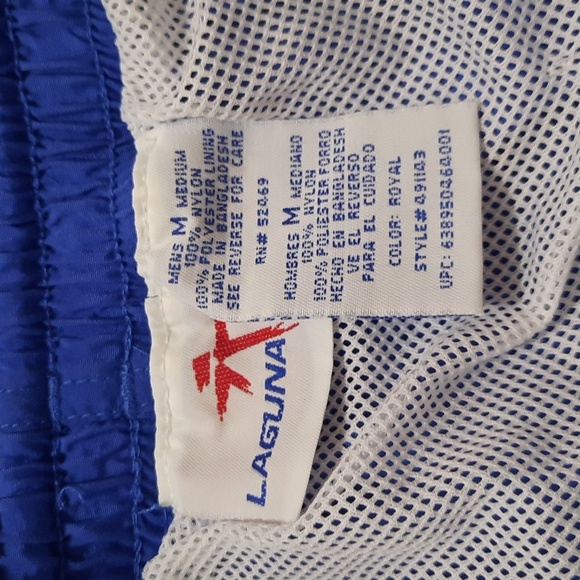 MENS M MEDIUM
100% NYLON
100% POLYESTER LINING
MADE IN BANGLADESH
SEE REVERSE FOR CARE
RN# 52469
HOMBRES M MEDIANO
100% NYLON
100% POLIESTER FORRO
HECHO EN BANGLADESH
VE EL REVERSO
PARA EL CUIDADO
COLOR: ROYAL
STYLE#491143
UPC: 638950464001
LAGUNA